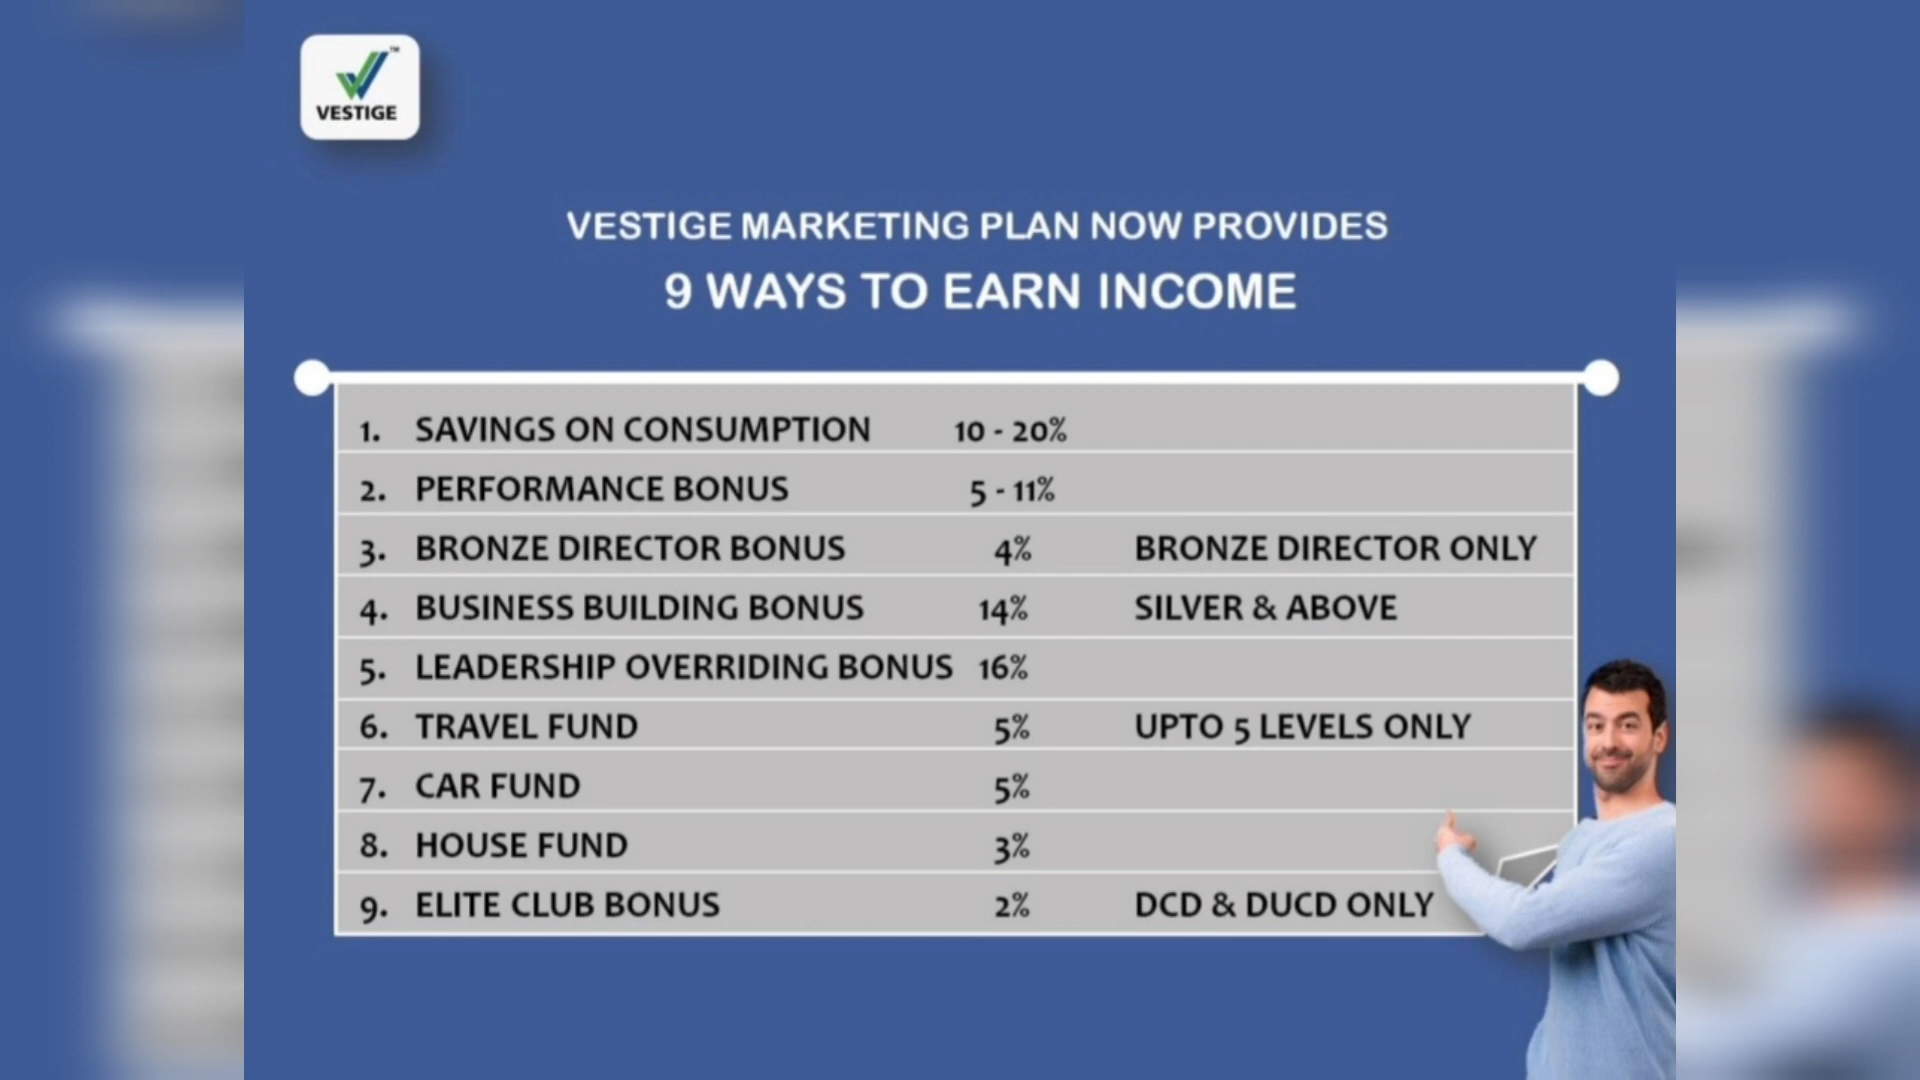 VESTIGE
TM
VESTIGE MARKETING PLAN NOW PROVIDES
9 WAYS TO EARN INCOME
1. SAVINGS ON CONSUMPTION 10 - 20%
2. PERFORMANCE BONUS 5 - 11%
3. BRONZE DIRECTOR BONUS 4% BRONZE DIRECTOR ONLY
4. BUSINESS BUILDING BONUS 14% SILVER & ABOVE
5. LEADERSHIP OVERRIDING BONUS 16%
6. TRAVEL FUND 5% UPTO 5 LEVELS ONLY
7. CAR FUND 5%
8. HOUSE FUND 3%
9. ELITE CLUB BONUS 2% DCD & DUCD ONLY